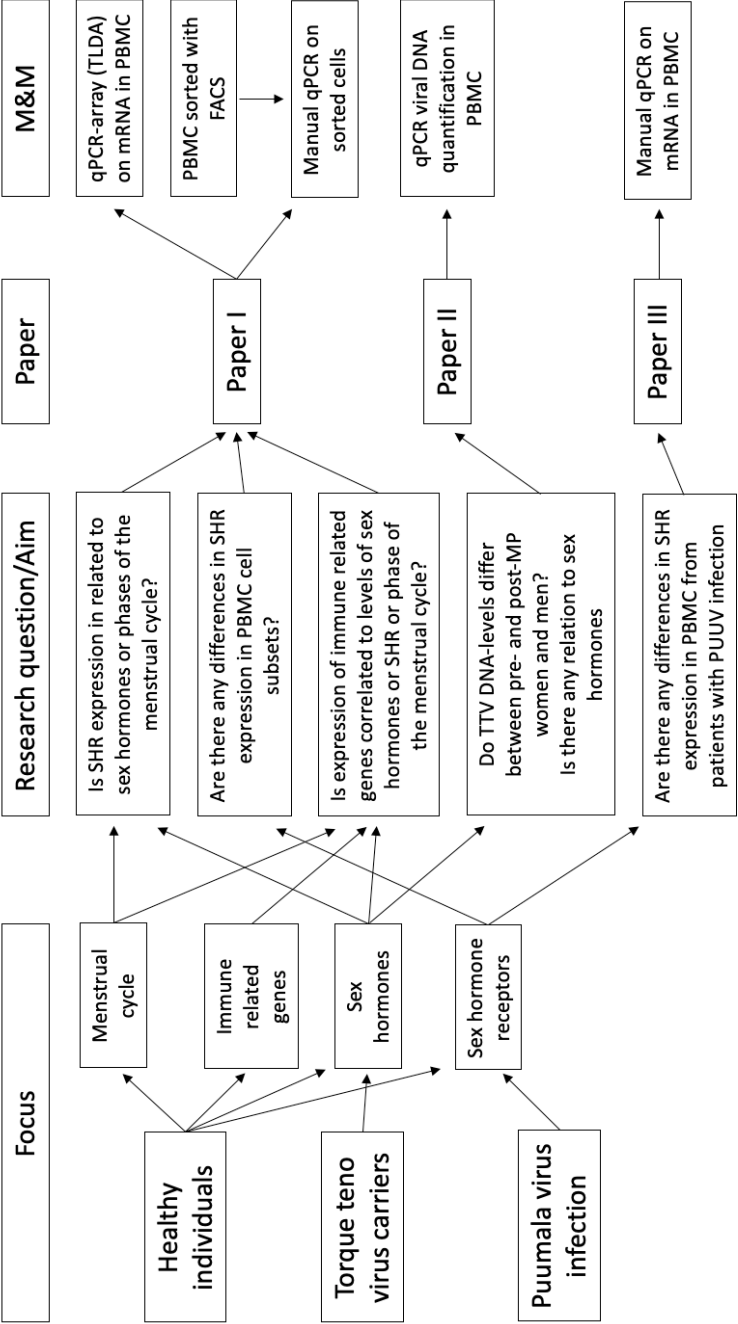 Focus
Research question/Aim
Paper
M&M
Healthy
individuals
Torque teno
virus carriers
Puumala virus
infection
Menstrual
cycle
Immune
related
genes
Sex
hormones
Sex hormone
receptors
Is SHR expression in related to
sex hormones or phases of the
menstrual cycle?
Are there any differences in SHR
expression in PBMC cell
subsets?
Is expression of immune related
genes correlated to levels of sex
hormones or SHR or phase of
the menstrual cycle?
Do TTV DNA-levels differ
between pre- and post-MP
women and men?
Is there any relation to sex
hormones
Are there any differences in SHR
expression in PBMC from
patients with PUUV infection
Paper I
Paper II
Paper III
qPCR-array (TLDA)
on mRNA in PBMC
PBMC sorted with
FACS
Manual qPCR on
sorted cells
qPCR viral DNA
quantification in
PBMC
Manual qPCR on
mRNA in PBMC